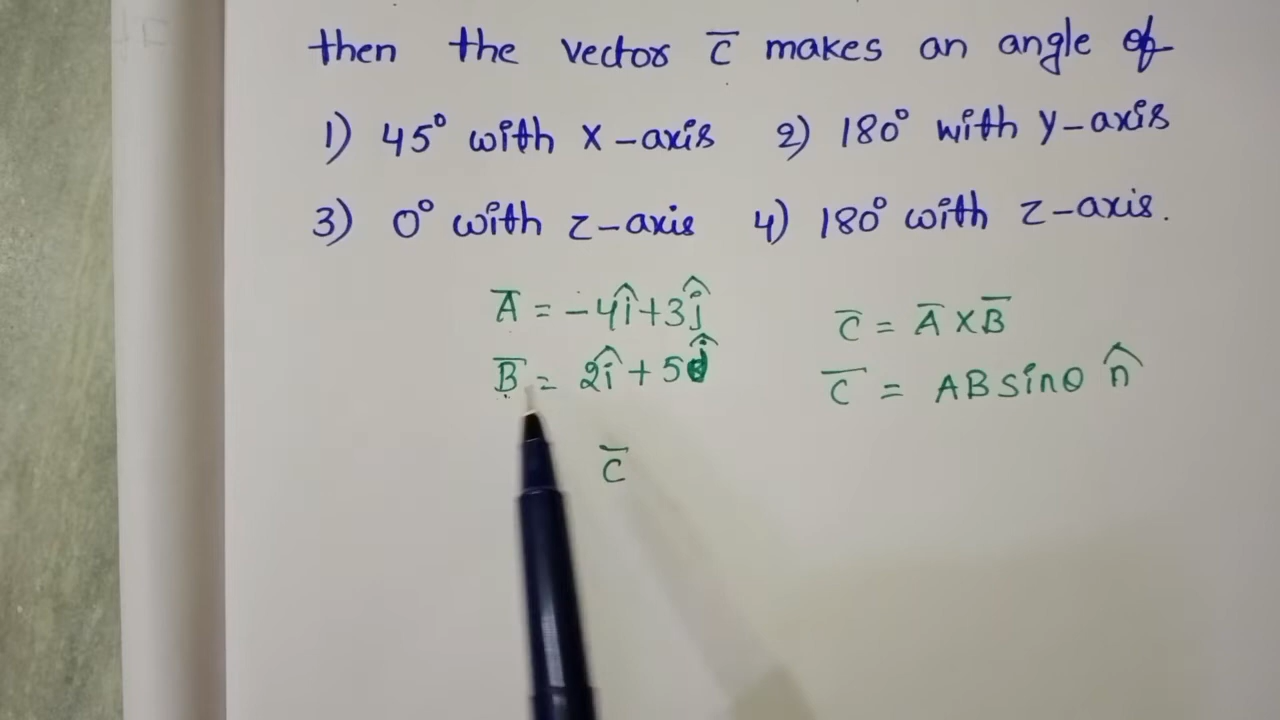 then the vector C̅ makes an angle of
1) 45° with x-axis 2) 180° with y-axis
3) 0° with z-axis 4) 180° with z-axis.
A̅ = -4î+3ĵ C̅ = A̅ X B̅
B̅ = 2î + 5ĵ C̅ = AB sinθ n̂
C̅